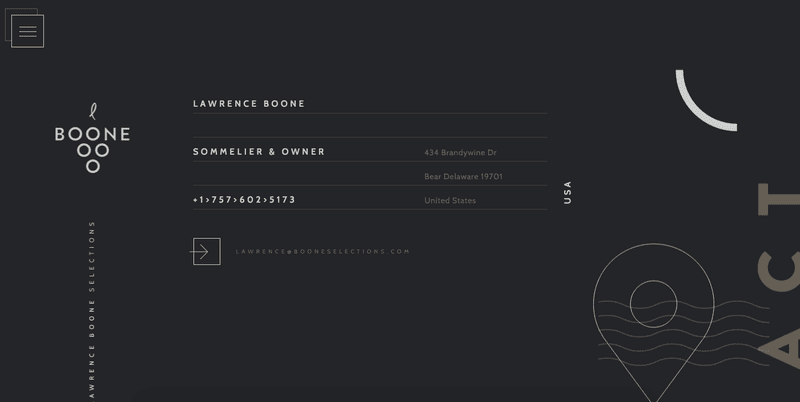 l
BOONE
LAWRENCE BOONE
SOMMELIER & OWNER
434 Brandywine Dr
Bear Delaware 19701
+1>757>602>5173
United States
USA
LAWRENCE@BOONESELECTIONS.COM
AWRENCE BOONE SELECTIONS
ACT